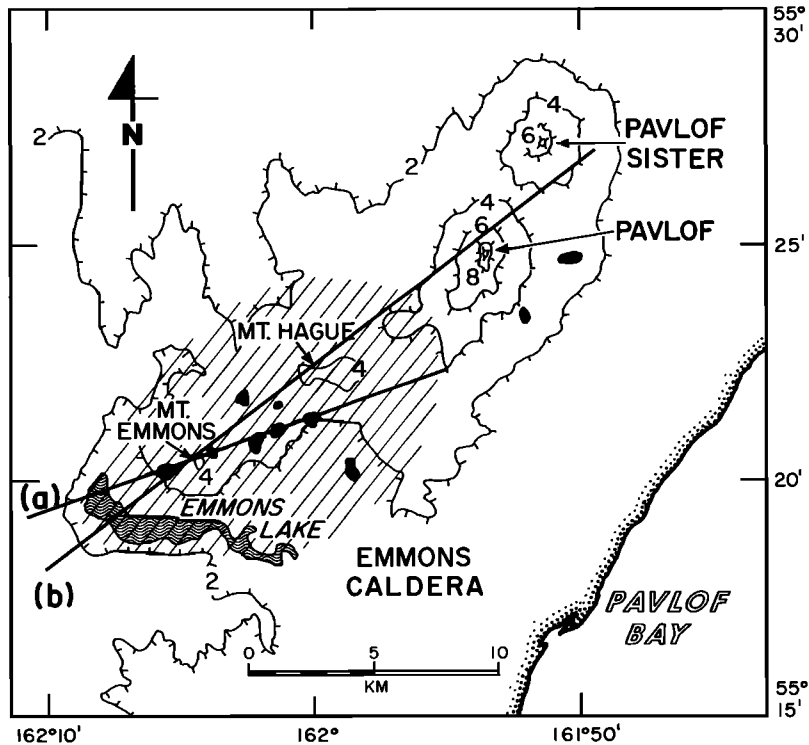 55°
30'
N
2
2
4
6
PAVLOF
SISTER
4
6
8
PAVLOF
25'
MT. HAGUE
4
MT.
EMMONS
4
20'
(a)
EMMONS
LAKE
EMMONS
CALDERA
(b)
2
PAVLOF
BAY
0 5 10
KM
55°
15'
162°10' 162° 161°50'